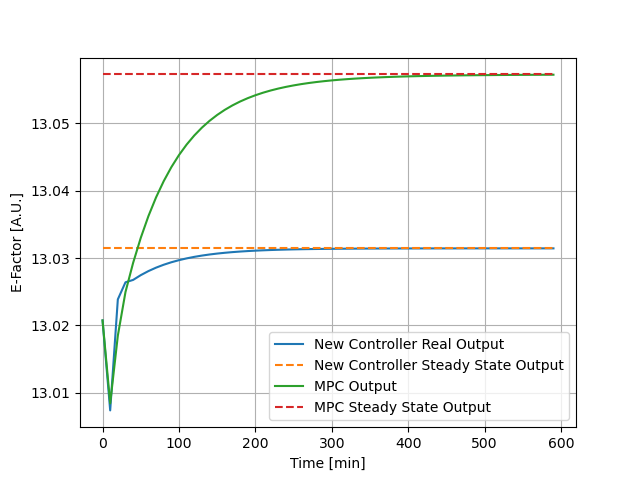 13.05
13.04
13.03
13.02
13.01
E-Factor [A.U.]
New Controller Real Output
New Controller Steady State Output
MPC Output
MPC Steady State Output
0 100 200 300 400 500 600
Time [min]